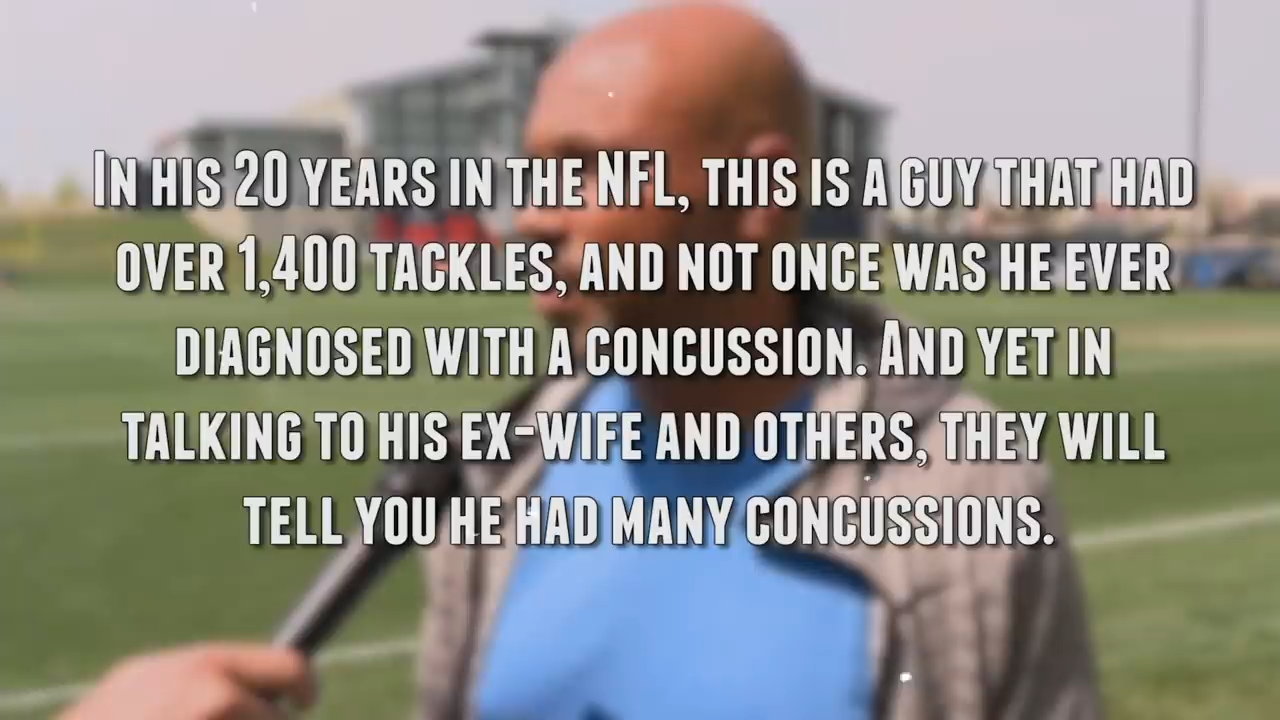 In his 20 years in the NFL, this is a guy that had
over 1,400 tackles, and not once was he ever
diagnosed with a concussion. And yet in
talking to his ex-wife and others, they will
tell you he had many concussions.